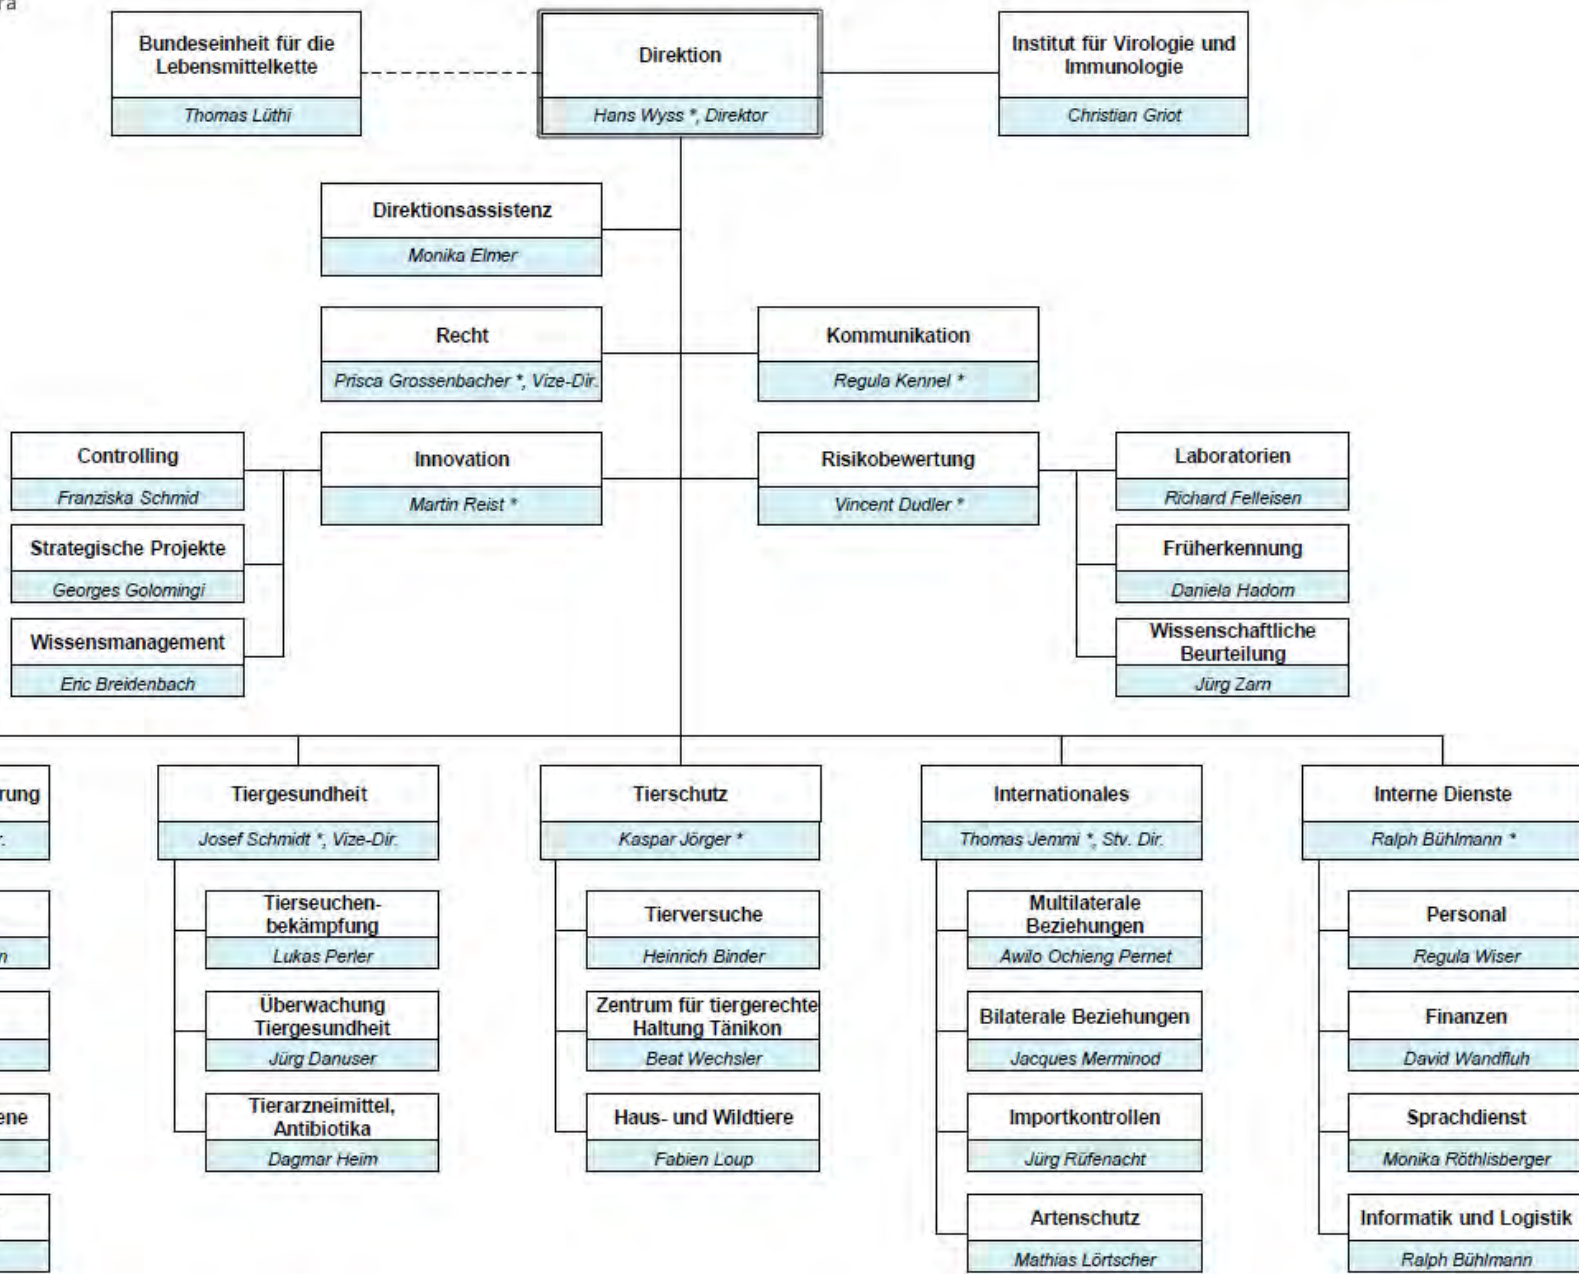 ra
Bundeseinheit für die
Lebensmittelkette
Thomas Lüthi
Direktion
Hans Wyss *, Direktor
Institut für Virologie und
Immunologie
Christian Griot
Direktionsassistenz
Monika Elmer
Recht
Prisca Grossenbacher *, Vize-Dir.
Kommunikation
Regula Kennel *
Controlling
Franziska Schmid
Innovation
Martin Reist *
Risikobewertung
Vincent Dudler *
Laboratorien
Richard Felleisen
Strategische Projekte
Georges Golomingi
Früherkennung
Daniela Hadorn
Wissensmanagement
Eric Breidenbach
Wissenschaftliche
Beurteilung
Jürg Zarn
rung
r.
n
ene
Tiergesundheit
Josef Schmidt *, Vize-Dir.
Tierseuchen-
bekämpfung
Lukas Perler
Überwachung
Tiergesundheit
Jürg Danuser
Tierarzneimittel,
Antibiotika
Dagmar Heim
Tierschutz
Kaspar Jörger *
Tierversuche
Heinrich Binder
Zentrum für tiergerechte
Haltung Tänikon
Beat Wechsler
Haus- und Wildtiere
Fabien Loup
Internationales
Thomas Jemmi *, Stv. Dir.
Multilaterale
Beziehungen
Awilo Ochieng Pernet
Bilaterale Beziehungen
Jacques Merminod
Importkontrollen
Jürg Rüfenacht
Artenschutz
Mathias Lörtscher
Interne Dienste
Ralph Bühlmann *
Personal
Regula Wiser
Finanzen
David Wandfluh
Sprachdienst
Monika Röthlisberger
Informatik und Logistik
Ralph Bühlmann